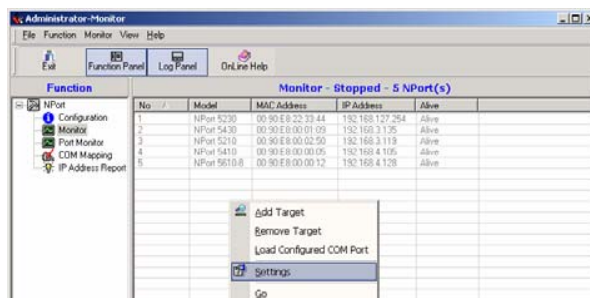 Administrator-Monitor
File Function Monitor View Help
Exit Function Panel Log Panel OnLine Help
Function
Monitor - Stopped - 5 NPort(s)
NPort
Configuration
Monitor
Port Monitor
COM Mapping
IP Address Report
No / Model MAC Address IP Address Alive
1 NPort 5230 00:90:E8:22:33:44 192.168.127.254 Alive
2 NPort 5430 00:90:E8:00:01:09 192.168.3.135 Alive
3 NPort 5210 00:90:E8:00:02:50 192.168.3.119 Alive
4 NPort 5410 00:90:E8:00:00:05 192.168.4.105 Alive
5 NPort 5610-8 00:90:E8:00:00:12 192.168.4.128 Alive
Add Target
Remove Target
Load Configured COM Port
Settings
Go